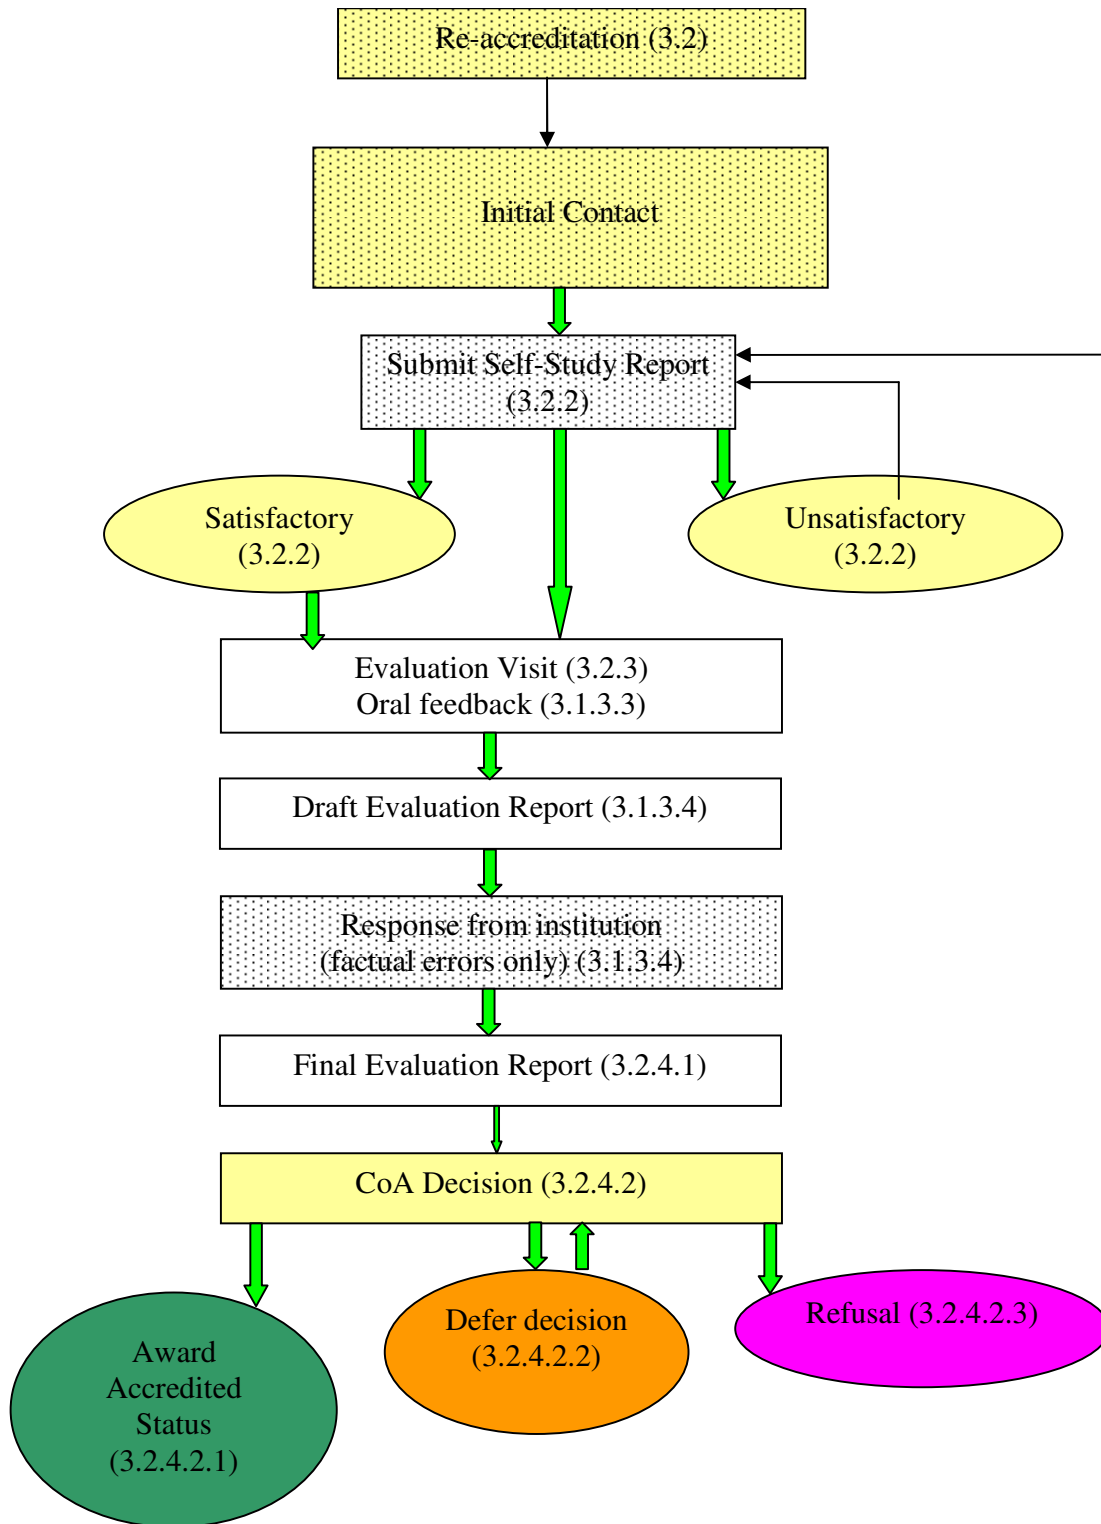 Re-accreditation (3.2)
Initial Contact
Submit Self-Study Report
(3.2.2)
Satisfactory
(3.2.2)
Unsatisfactory
(3.2.2)
Evaluation Visit (3.2.3)
Oral feedback (3.1.3.3)
Draft Evaluation Report (3.1.3.4)
Response from institution
(factual errors only) (3.1.3.4)
Final Evaluation Report (3.2.4.1)
CoA Decision (3.2.4.2)
Award
Accredited
Status
(3.2.4.2.1)
Defer decision
(3.2.4.2.2)
Refusal (3.2.4.2.3)